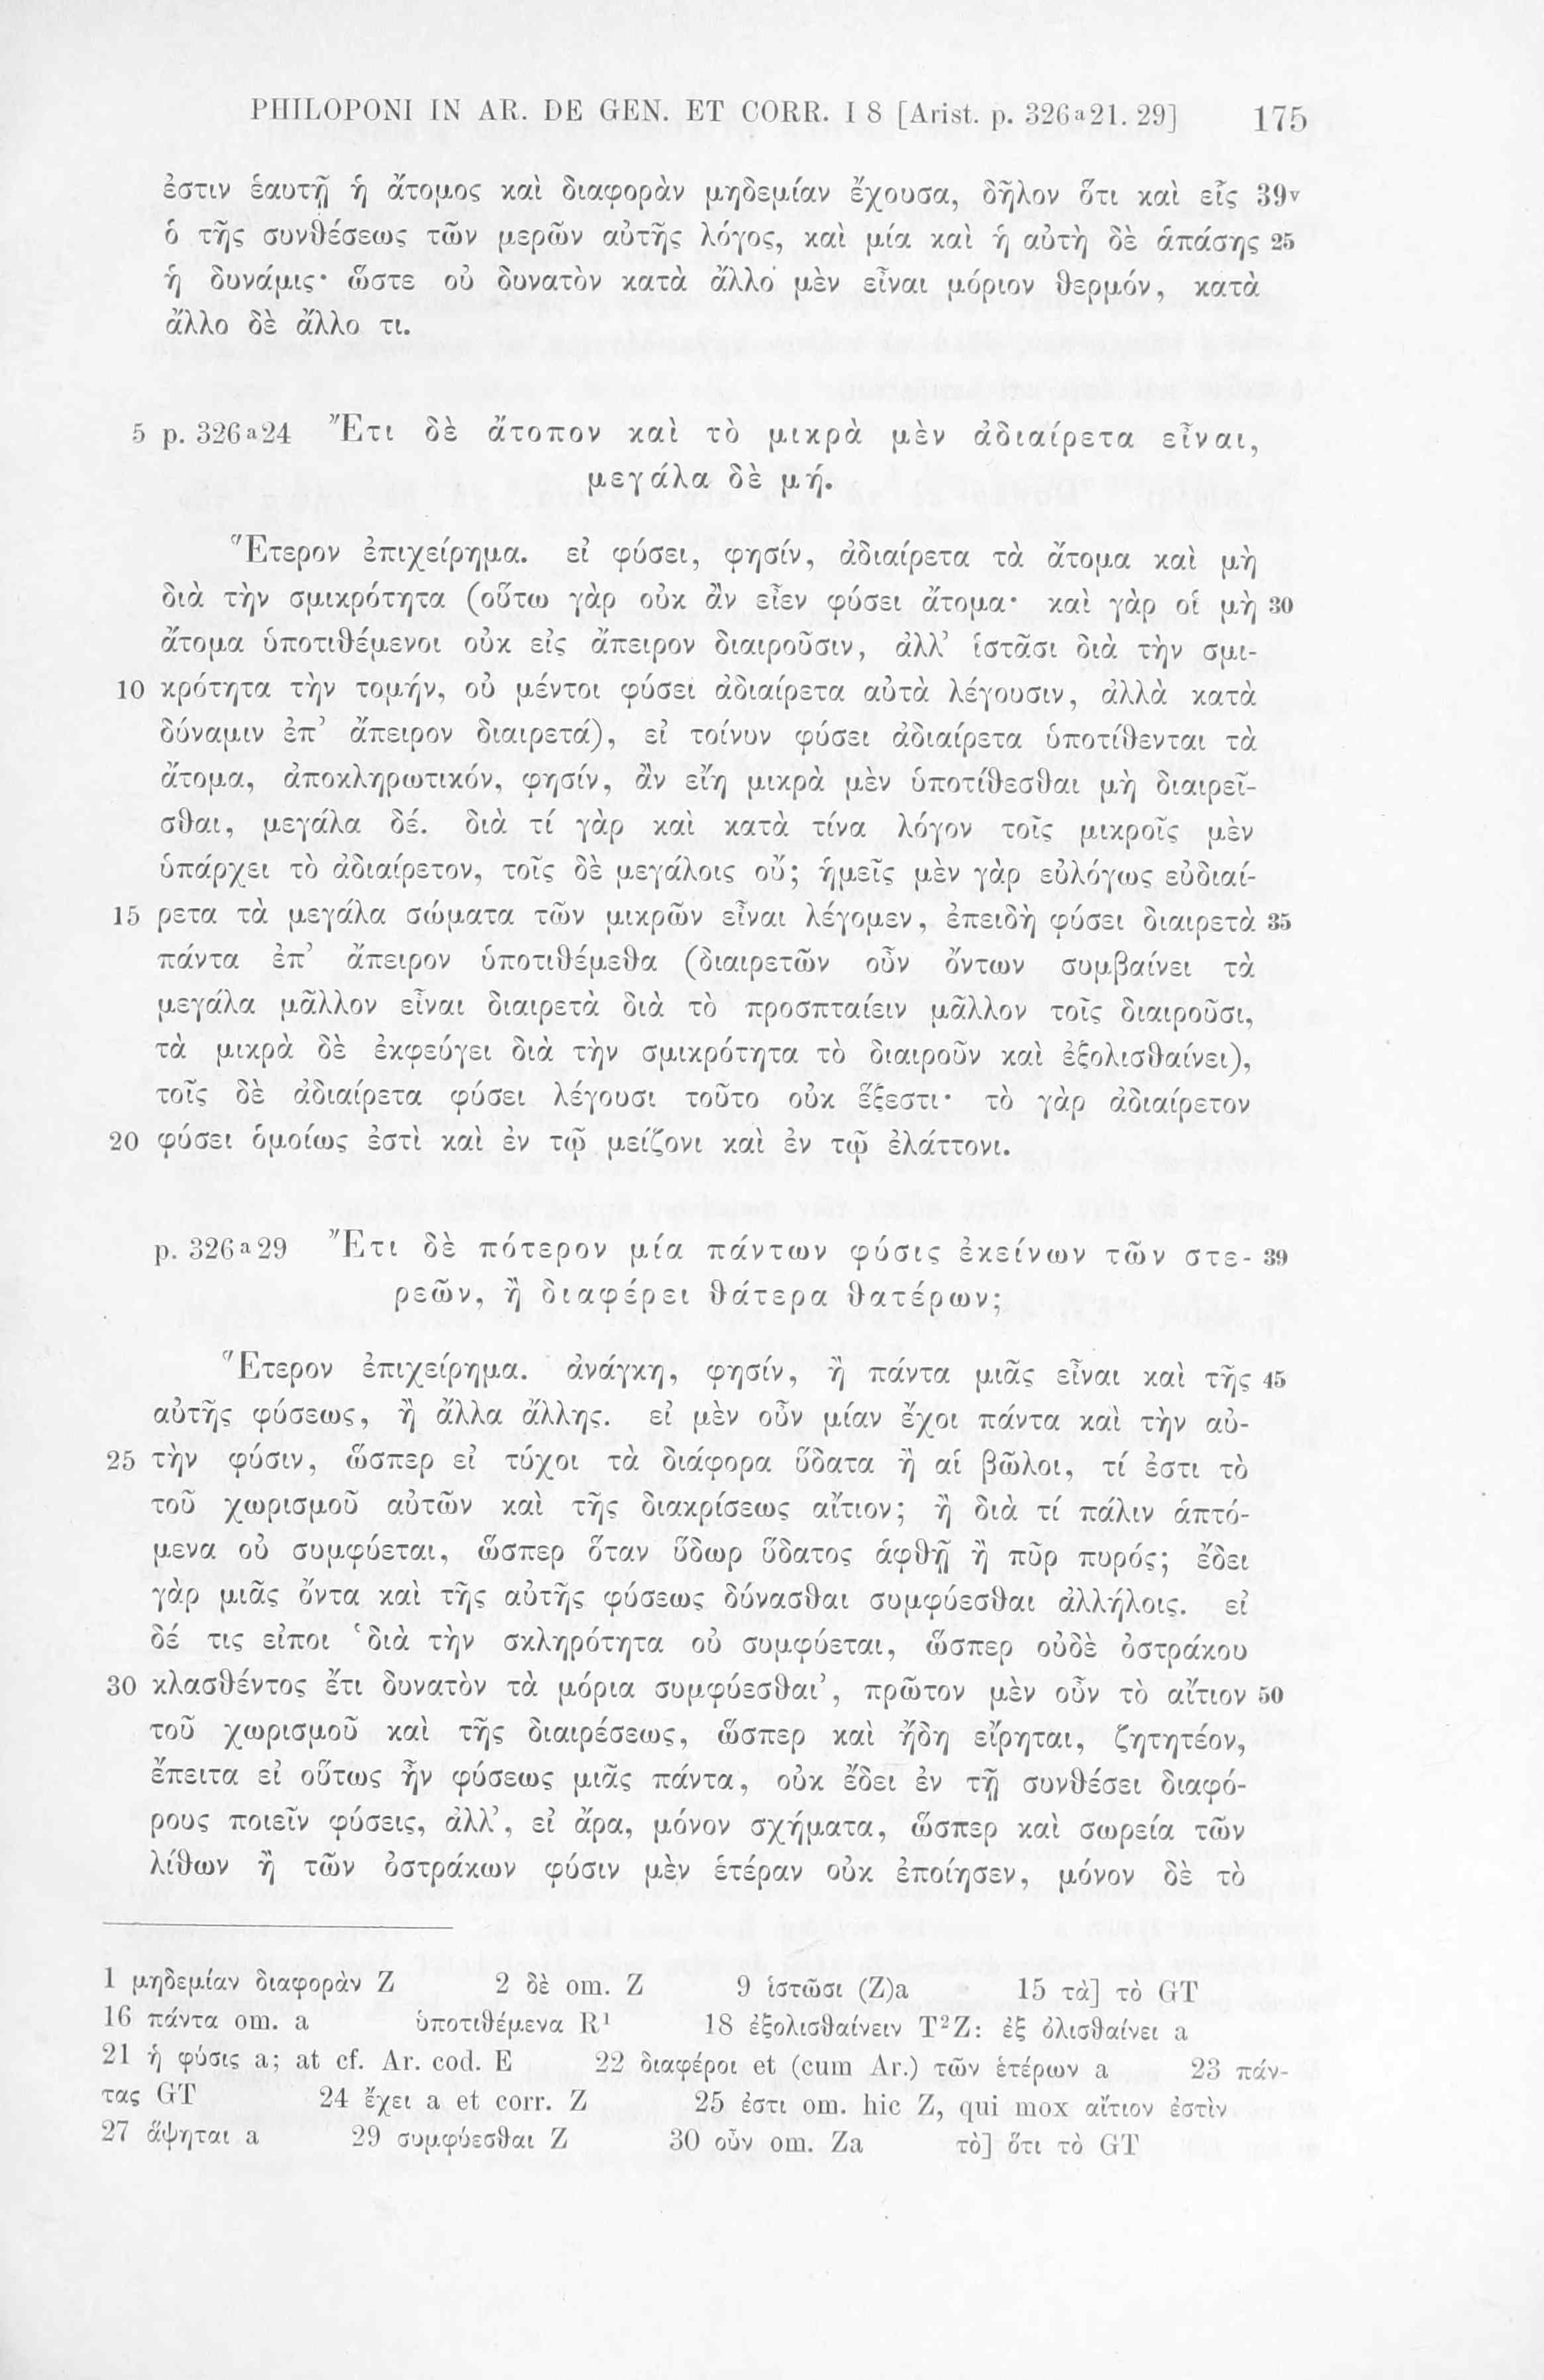 PHILOPONI IN AR. DE GEN. ET CORR. I 8 [Arist. p. 326a21. 29] 175
ἐστιν ἑαυτῇ ἡ ἄτομος καὶ διαφορὰν μηδεμίαν ἔχουσα, δῆλον ὅτι καὶ εἷς 39v
ὁ τῆς συνθέσεως τῶν μερῶν αὐτῆς λόγος, καὶ μία καὶ ἡ αὐτὴ δὲ ἁπάσης 25
ἡ δυνάμις· ὥστε οὐ δυνατὸν κατὰ ἄλλο μὲν εἶναι μόριον θερμόν, κατὰ
ἄλλο δὲ ἄλλο τι.
5 p. 326a24 Ἔτι δὲ ἄτοπον καὶ τὸ μικρὰ μὲν ἀδιαίρετα εἶναι,
μεγάλα δὲ μή.
Ἕτερον ἐπιχείρημα. εἰ φύσει, φησίν, ἀδιαίρετα τὰ ἄτομα καὶ μὴ
διὰ τὴν σμικρότητα (οὕτω γὰρ οὐκ ἂν εἶεν φύσει ἄτομα· καὶ γὰρ οἱ μὴ 30
ἄτομα ὑποτιθέμενοι οὐκ εἰς ἄπειρον διαιροῦσιν, ἀλλ’ ἱστᾶσι διὰ τὴν σμι-
10 κρότητα τὴν τομήν, οὐ μέντοι φύσει ἀδιαίρετα αὐτὰ λέγουσιν, ἀλλὰ κατὰ
δύναμιν ἐπ’ ἄπειρον διαιρετά), εἰ τοίνυν φύσει ἀδιαίρετα ὑποτίθενται τὰ
ἄτομα, ἀποκληρωτικόν, φησίν, ἂν εἴη μικρὰ μὲν ὑποτίθεσθαι μὴ διαιρεῖ-
σθαι, μεγάλα δέ. διὰ τί γὰρ καὶ κατὰ τίνα λόγον τοῖς μικροῖς μὲν
ὑπάρχει τὸ ἀδιαίρετον, τοῖς δὲ μεγάλοις οὔ; ἡμεῖς μὲν γὰρ εὐλόγως εὐδιαί-
15 ρετα τὰ μεγάλα σώματα τῶν μικρῶν εἶναι λέγομεν, ἐπειδὴ φύσει διαιρετὰ 35
πάντα ἐπ’ ἄπειρον ὑποτιθέμεθα (διαιρετῶν οὖν ὄντων συμβαίνει τὰ
μεγάλα μᾶλλον εἶναι διαιρετὰ διὰ τὸ προσπταίειν μᾶλλον τοῖς διαιροῦσι,
τὰ μικρὰ δὲ ἐκφεύγει διὰ τὴν σμικρότητα τὸ διαιροῦν καὶ ἐξολισθαίνει),
τοῖς δὲ ἀδιαίρετα φύσει λέγουσι τοῦτο οὐκ ἔξεστι· τὸ γὰρ ἀδιαίρετον
20 φύσει ὁμοίως ἐστὶ καὶ ἐν τῷ μείζονι καὶ ἐν τῷ ἐλάττονι.
p. 326a29 Ἔτι δὲ πότερον μία πάντων φύσις ἐκείνων τῶν στε- 39
ρεῶν, ἢ διαφέρει θάτερα θατέρων;
Ἕτερον ἐπιχείρημα. ἀνάγκη, φησίν, ἢ πάντα μιᾶς εἶναι καὶ τῆς 45
αὐτῆς φύσεως, ἢ ἄλλα ἄλλης. εἰ μὲν οὖν μίαν ἔχοι πάντα καὶ τὴν αὐ-
25 τὴν φύσιν, ὥσπερ εἰ τύχοι τὰ διάφορα ὕδατα ἢ αἱ βῶλοι, τί ἐστι τὸ
τοῦ χωρισμοῦ αὐτῶν καὶ τῆς διακρίσεως αἴτιον; ἢ διὰ τί πάλιν ἁπτό-
μενα οὐ συμφύεται, ὥσπερ ὅταν ὕδωρ ὕδατος ἁφθῇ ἢ πῦρ πυρός; ἔδει
γὰρ μιᾶς ὄντα καὶ τῆς αὐτῆς φύσεως δύνασθαι συμφύεσθαι ἀλλήλοις. εἰ
δέ τις εἰποι ‘διὰ τὴν σκληρότητα οὐ συμφύεται, ὥσπερ οὐδὲ ὀστράκου
30 κλασθέντος ἔτι δυνατὸν τὰ μόρια συμφύεσθαι’, πρῶτον μὲν οὖν τὸ αἴτιον 50
τοῦ χωρισμοῦ καὶ τῆς διαιρέσεως, ὥσπερ καὶ ἤδη εἴρηται, ζητητέον,
ἔπειτα εἰ οὕτως ἦν φύσεως μιᾶς πάντα, οὐκ ἔδει ἐν τῇ συνθέσει διαφό-
ρους ποιεῖν φύσεις, ἀλλ’, εἰ ἄρα, μόνον σχήματα, ὥσπερ καὶ σωρεία τῶν
λίθων ἢ τῶν ὀστράκων φύσιν μὲν ἑτέραν οὐκ ἐποίησεν, μόνον δὲ τὸ
1 μηδεμίαν διαφορὰν Z 2 δὲ om. Z 9 ἱστῶσι (Z)a 15 τὰ] τὸ GT
16 πάντα om. a ὑποτιθέμενα R¹ 18 ἐξολισθαίνειν T²Z: ἐξ ὀλισθαίνει a
21 ἡ φύσις a; at cf. Ar. cod. E 22 διαφέροι et (cum Ar.) τῶν ἑτέρων a 23 πάν-
τας GT 24 ἔχει a et corr. Z 25 ἐστι om. hic Z, qui mox αἴτιον ἐστὶν
27 ἅψηται a 29 συμφύεσθαι Z 30 οὖν om. Za τὸ] ὅτι τὸ GT